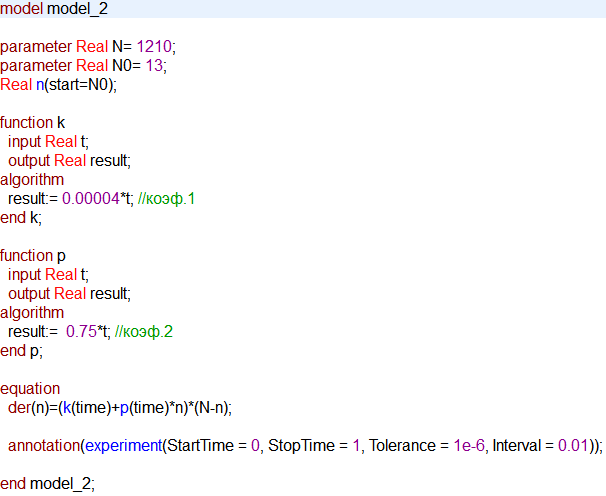 model model_2
parameter Real N= 1210;
parameter Real N0= 13;
Real n(start=N0);
function k
input Real t;
output Real result;
algorithm
result:= 0.00004*t; //коэф.1
end k;
function p
input Real t;
output Real result;
algorithm
result:= 0.75*t; //коэф.2
end p;
equation
der(n)=(k(time)+p(time)*n)*(N-n);
annotation(experiment(StartTime = 0, StopTime = 1, Tolerance = 1e-6, Interval = 0.01));
end model_2;